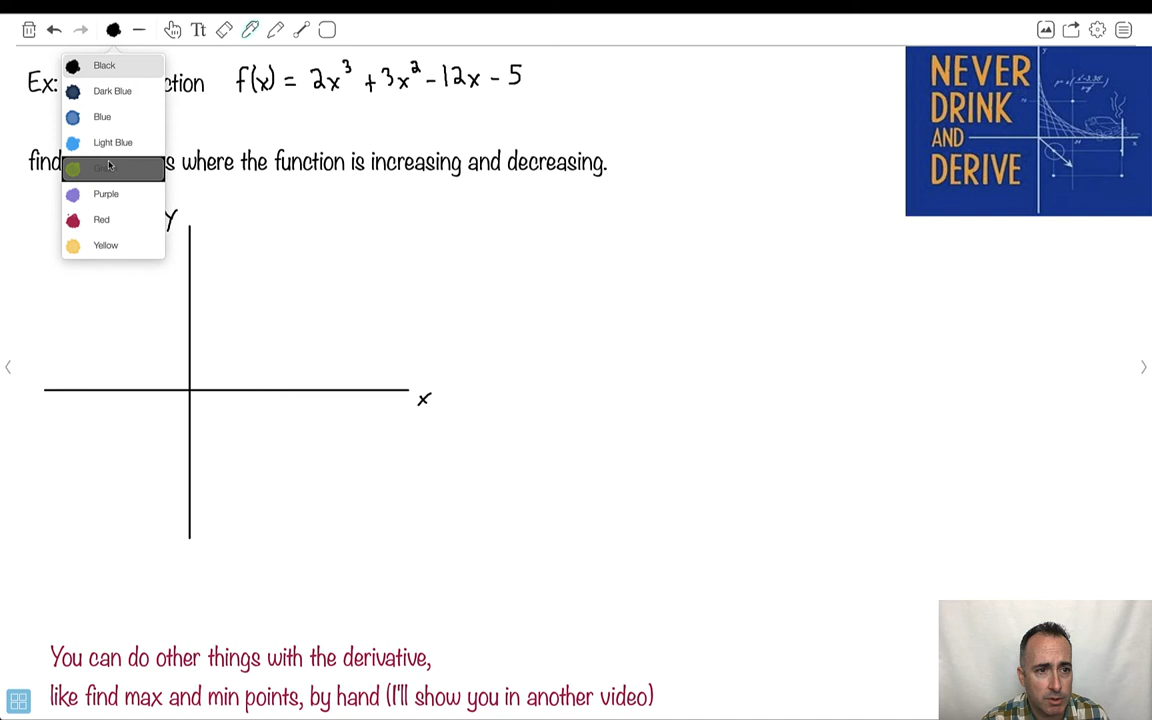 Tt
Black
Dark Blue
Blue
Light Blue
Purple
Red
Yellow
Ex: ction f(x) = 2x³ + 3x² - 12x - 5
find s where the function is increasing and decreasing.
NEVER
DRINK
AND
DERIVE
y
x
Y
x
You can do other things with the derivative,
like find max and min points, by hand (I'll show you in another video)